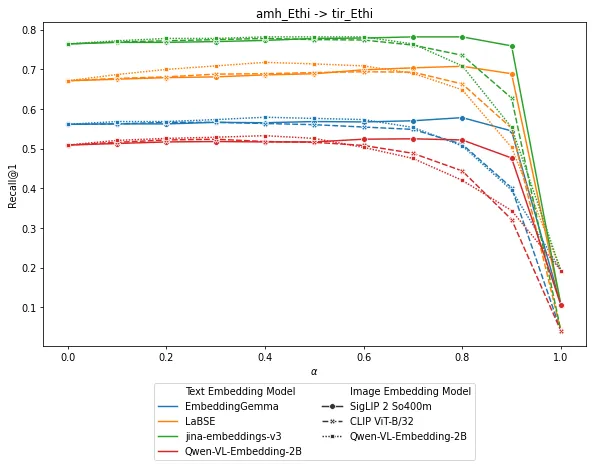 amh_Ethi -> tir_Ethi
Recall@1
0.8
0.7
0.6
0.5
0.4
0.3
0.2
0.1
0.0 0.2 0.4 0.6 0.8 1.0
α
Text Embedding Model Image Embedding Model
EmbeddingGemma SigLIP 2 So400m
LaBSE CLIP ViT-B/32
jina-embeddings-v3 Qwen-VL-Embedding-2B
Qwen-VL-Embedding-2B